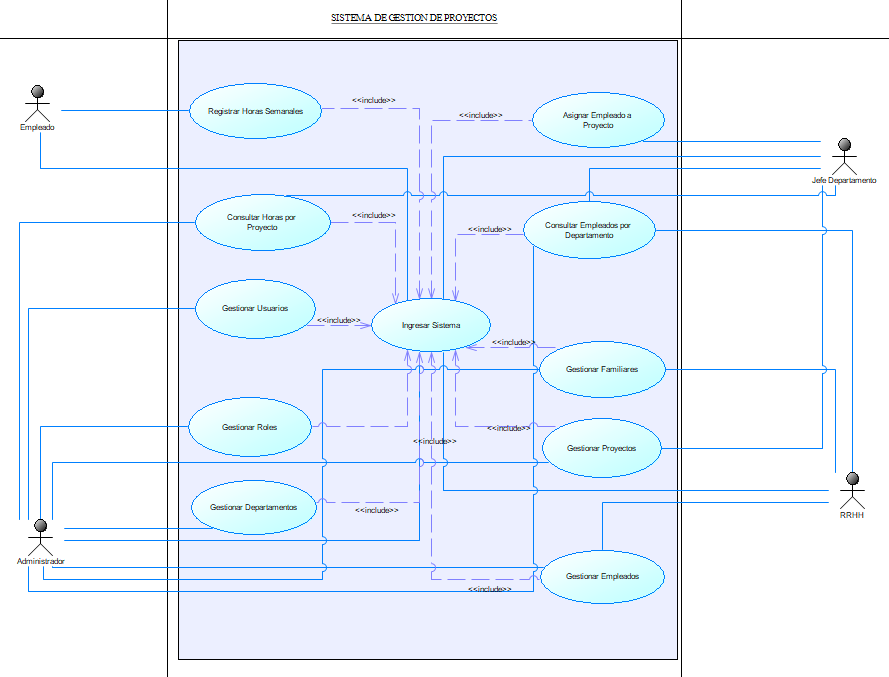 SISTEMA DE GESTION DE PROYECTOS
Empleado
Registrar Horas Semanales
<<include>>
<<include>>
Asignar Empleado a
Proyecto
Jefe Departamento
Consultar Horas por
Proyecto
<<include>>
<<include>>
Consultar Empleados por
Departamento
Gestionar Usuarios
<<include>>
Ingresar Sistema
<<include>>
Gestionar Familiares
Gestionar Roles
<<include>>
<<include>>
Gestionar Proyectos
Gestionar Departamentos
<<include>>
RRHH
Administrador
Gestionar Empleados
<<include>>